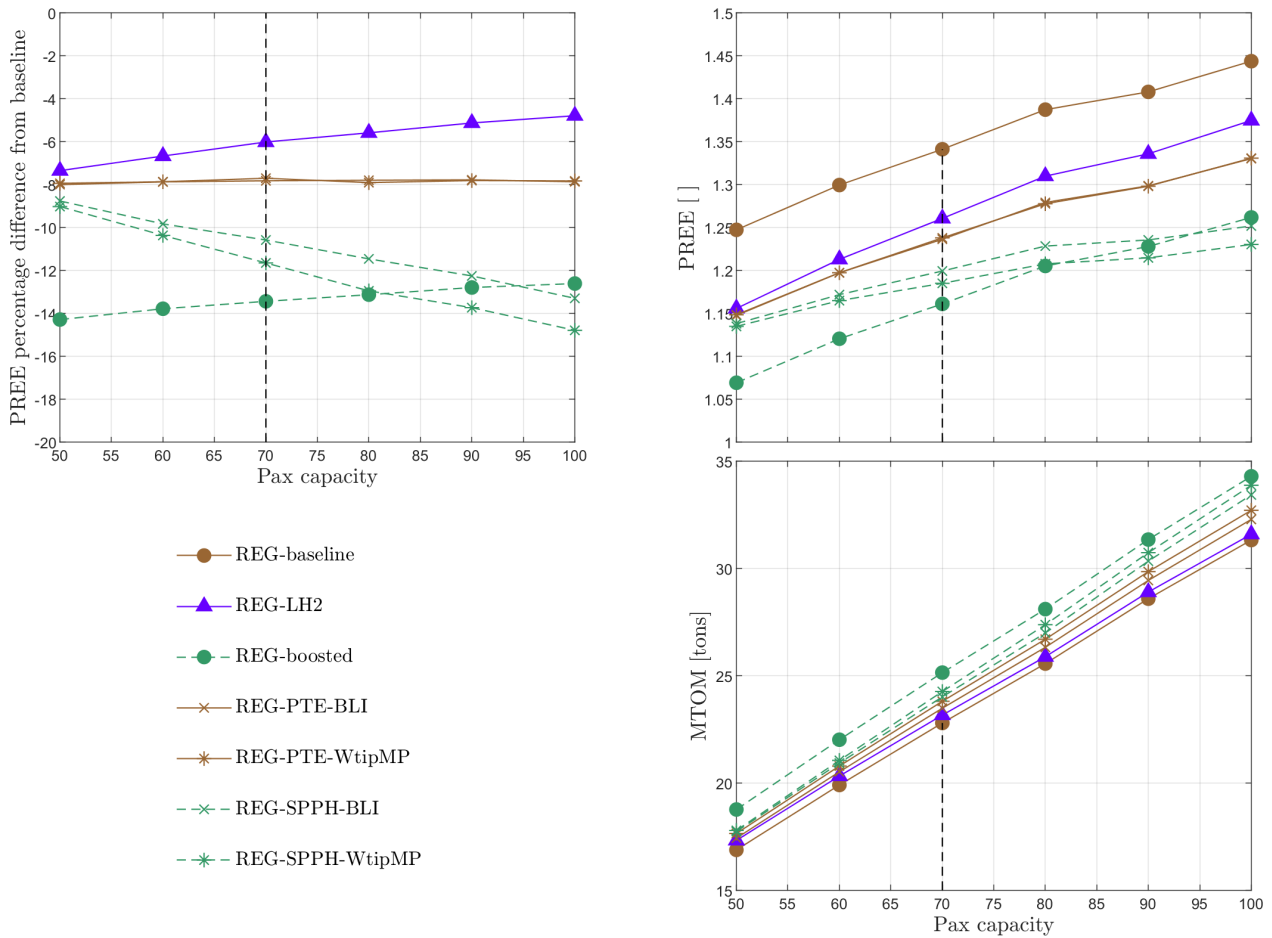 PREE percentage difference from baseline
0
-2
-4
-6
-8
-10
-12
-14
-16
-18
-20
50 55 60 65 70 75 80 85 90 95 100
Pax capacity
PREE [ ]
1.5
1.45
1.4
1.35
1.3
1.25
1.2
1.15
1.1
1.05
1
REG-baseline
REG-LH2
REG-boosted
REG-PTE-BLI
REG-PTE-WtipMP
REG-SPPH-BLI
REG-SPPH-WtipMP
MTOM [tons]
35
30
25
20
15
50 55 60 65 70 75 80 85 90 95 100
Pax capacity